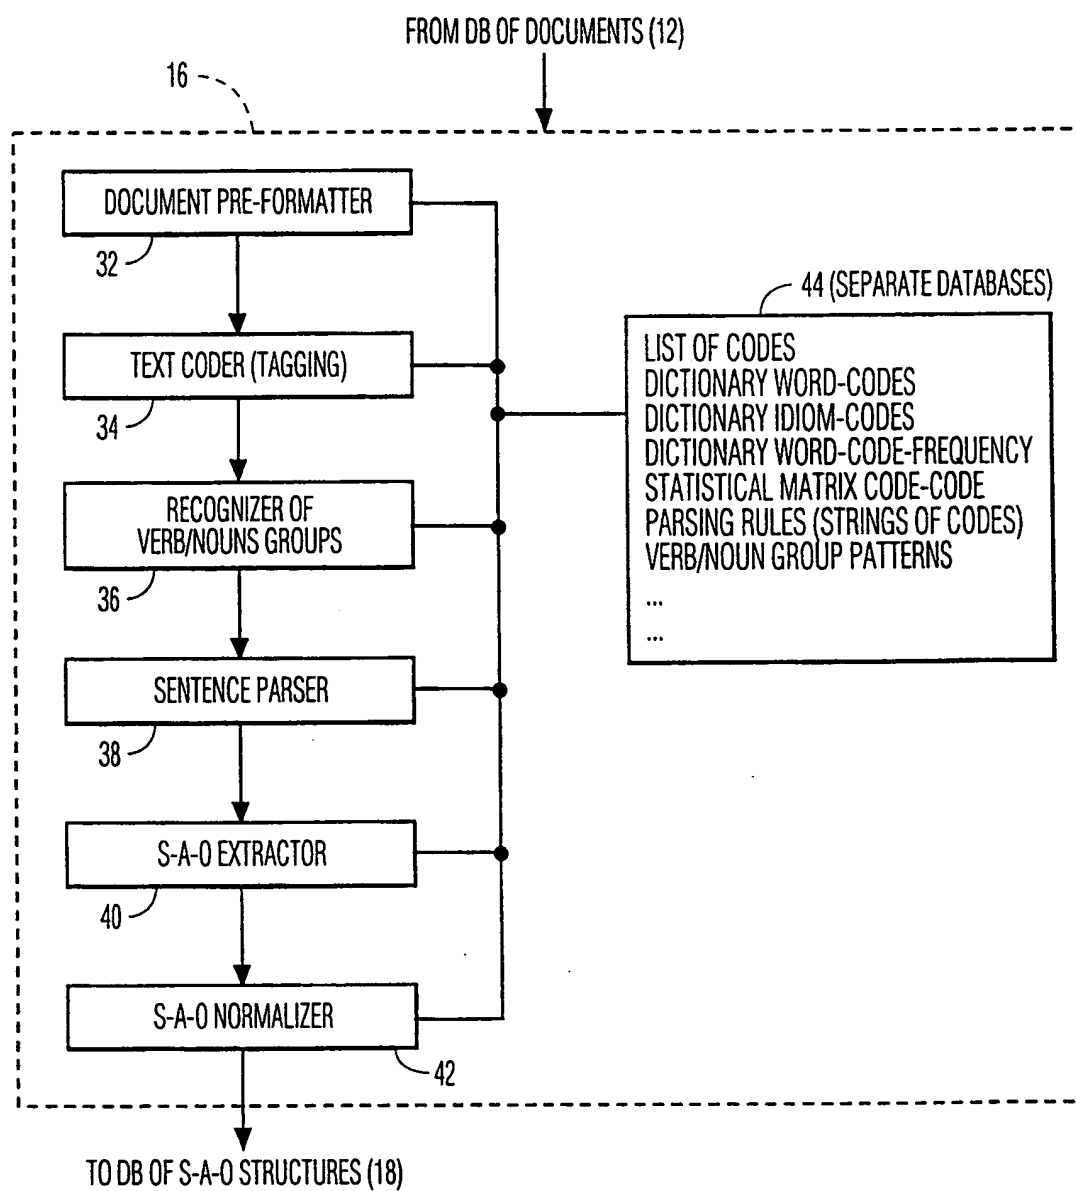 FROM DB OF DOCUMENTS (12)
16
DOCUMENT PRE-FORMATTER
32
TEXT CODER (TAGGING)
34
RECOGNIZER OF
VERB/NOUNS GROUPS
36
SENTENCE PARSER
38
S-A-O EXTRACTOR
40
S-A-O NORMALIZER
42
44 (SEPARATE DATABASES)
LIST OF CODES
DICTIONARY WORD-CODES
DICTIONARY IDIOM-CODES
DICTIONARY WORD-CODE-FREQUENCY
STATISTICAL MATRIX CODE-CODE
PARSING RULES (STRINGS OF CODES)
VERB/NOUN GROUP PATTERNS
...
...
TO DB OF S-A-O STRUCTURES (18)